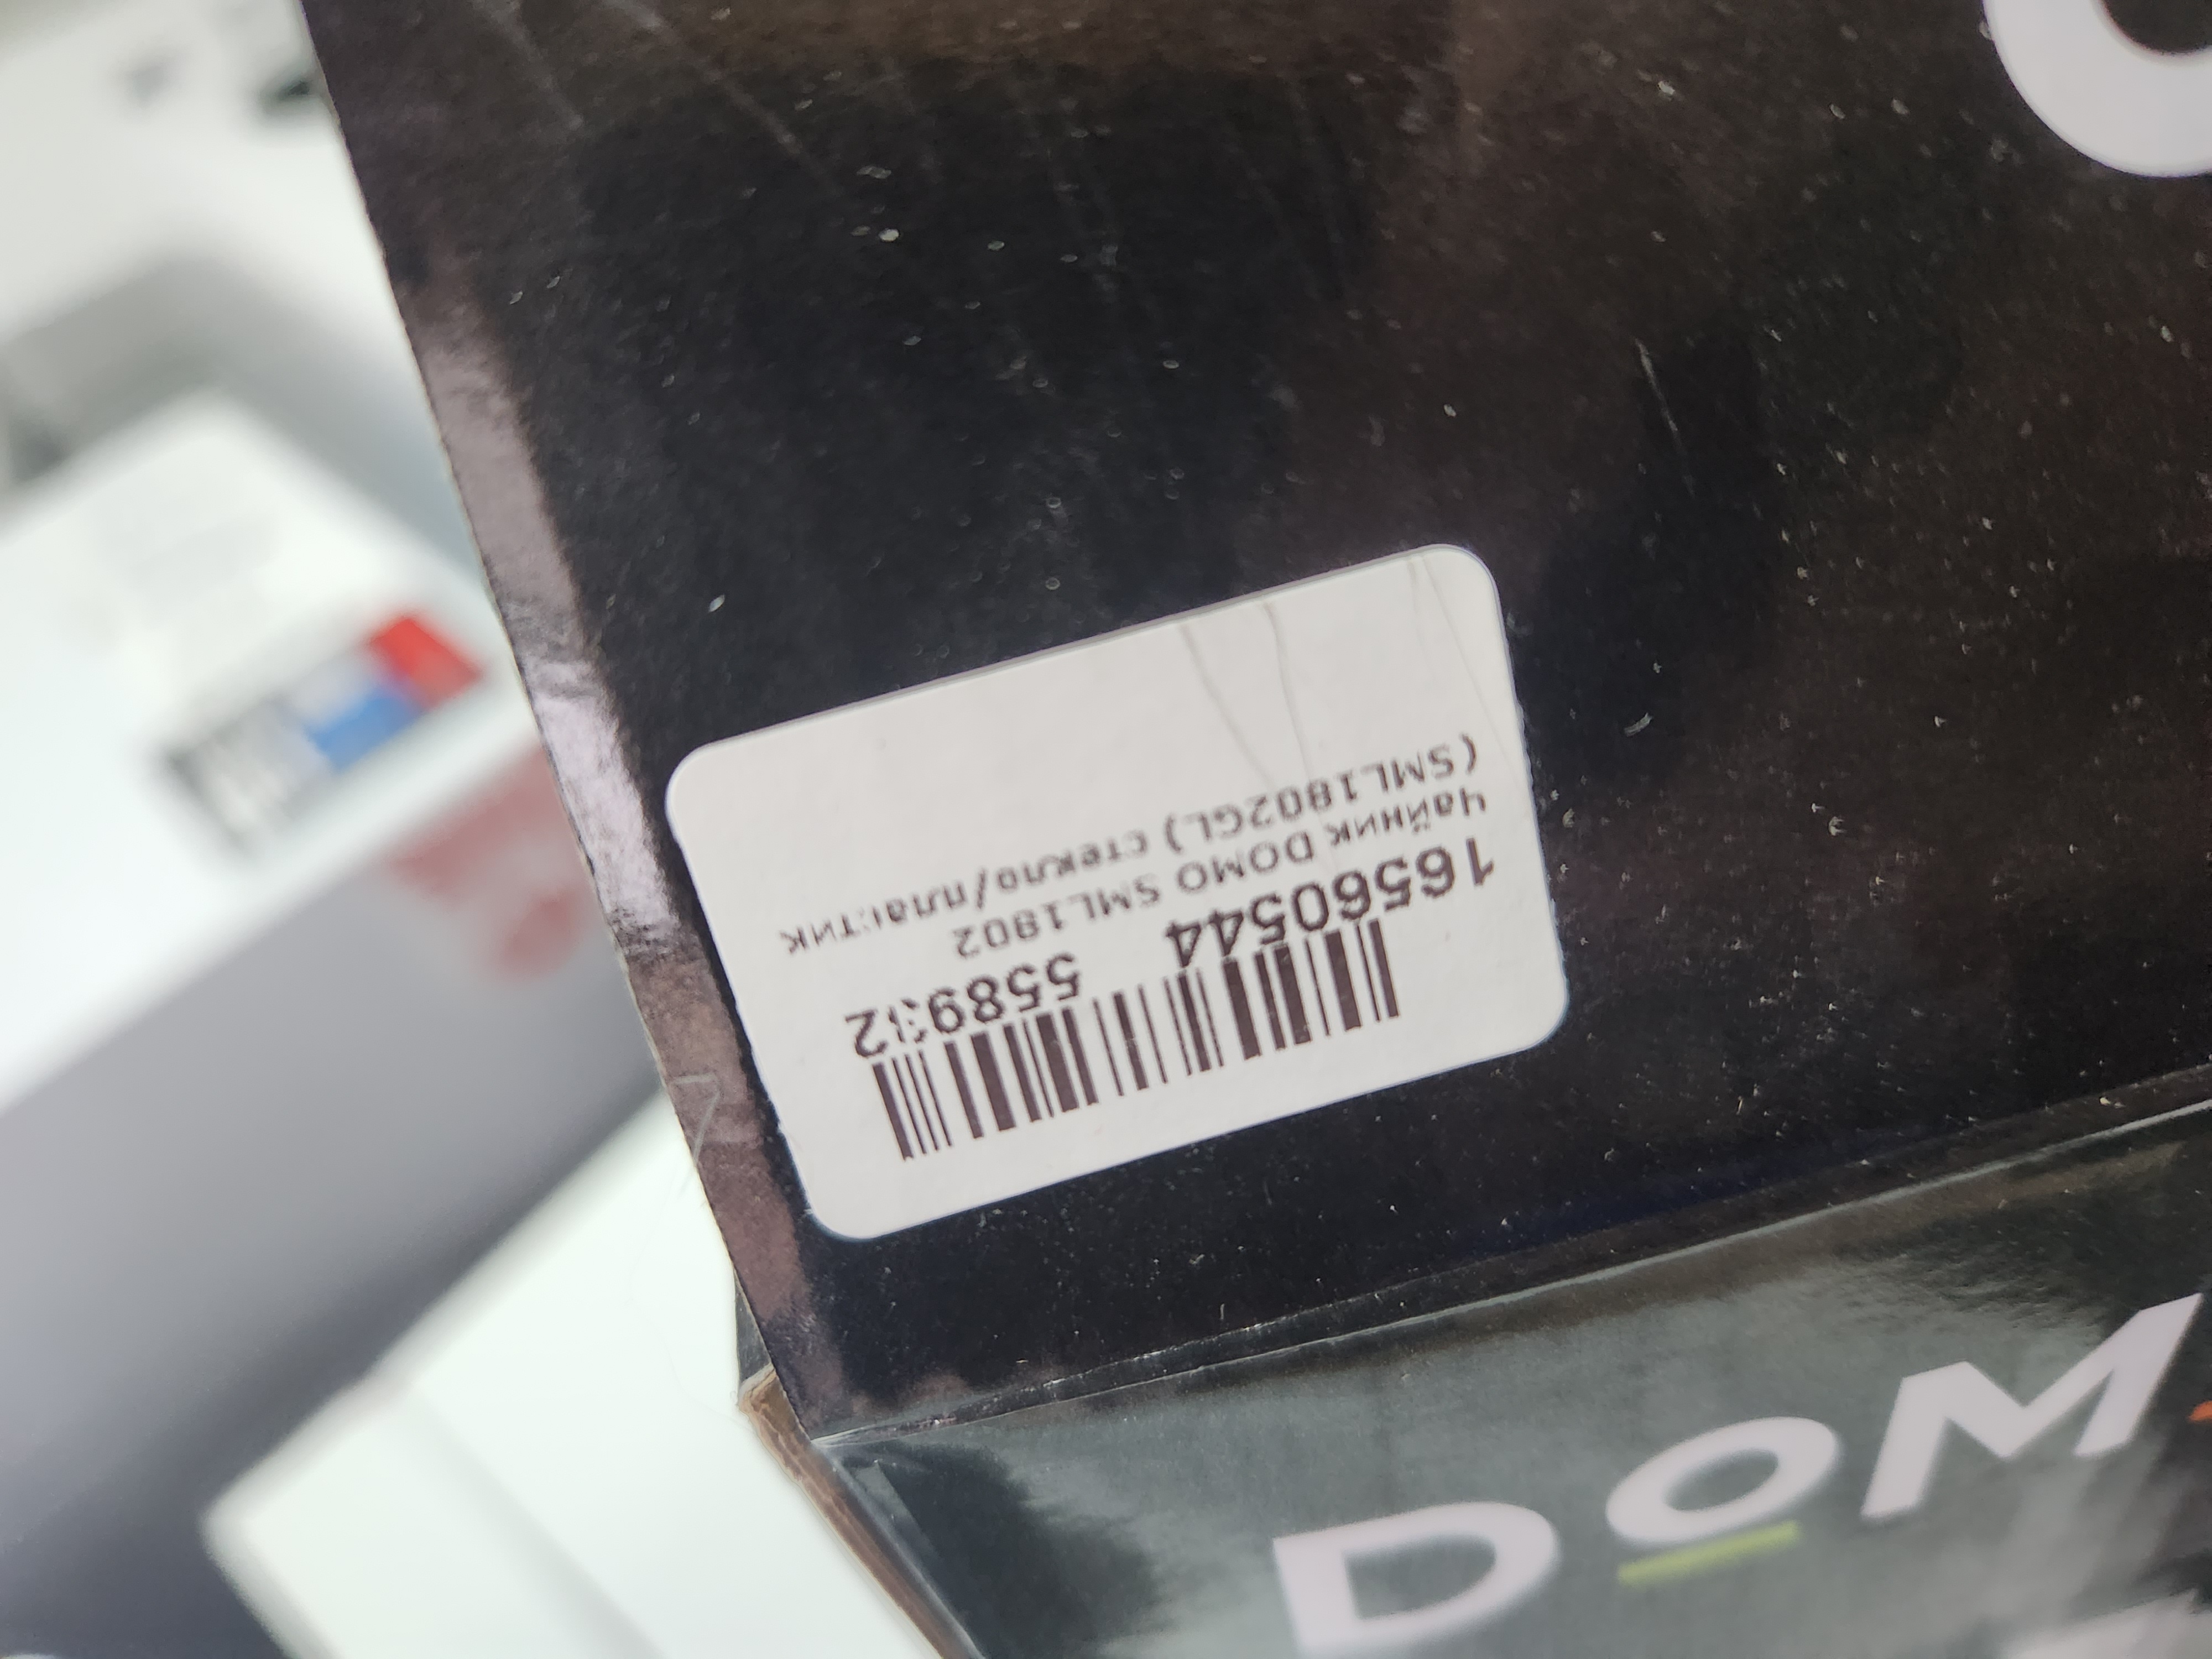 16560544 558932
Чайник DOMO SML1802
(SML1802GL) стекло/пластик
DOM